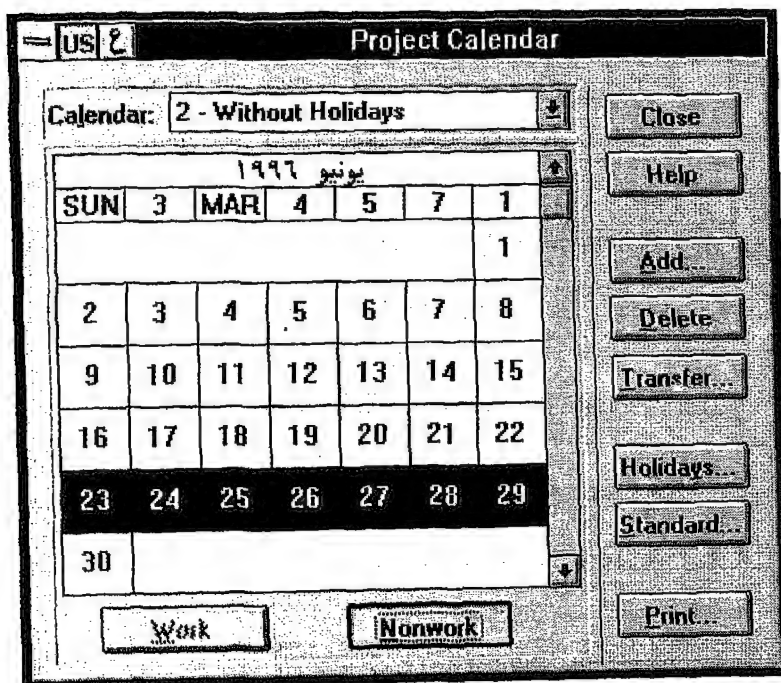 US ع Project Calendar
Calendar: 2 - Without Holidays
Close
يونيو ١٩٩٦
Help
SUN 3 MAR 4 5 7 1
1
Add...
2 3 4 5 6 7 8
Delete
9 10 11 12 13 14 15
Transfer...
16 17 18 19 20 21 22
Holidays...
23 24 25 26 27 28 29
Standard...
30
Work Nonwork
Print...